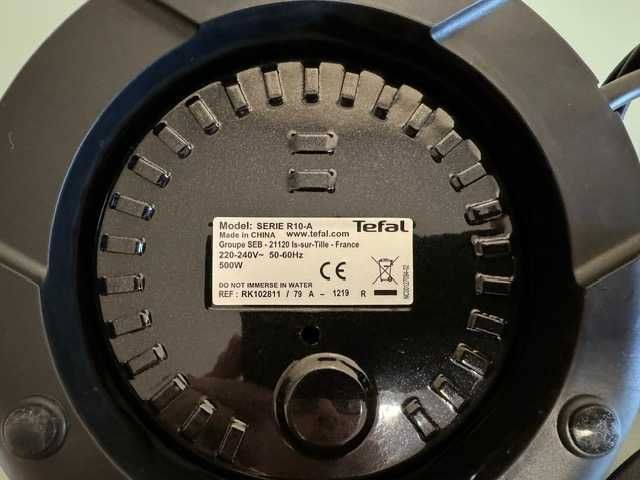 Model: SERIE R10-A Tefal
Made in CHINA www.tefal.com
Groupe SEB - 21120 Is-sur-Tille - France
220-240V~ 50-60Hz
500W
CE
DO NOT IMMERSE IN WATER
REF : RK102811 / 79 A - 1219 R